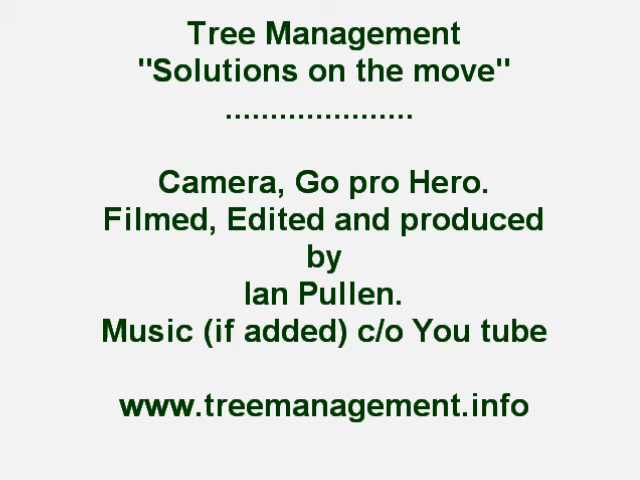 Tree Management
"Solutions on the move"
.....................
Camera, Go pro Hero.
Filmed, Edited and produced
by
Ian Pullen.
Music (if added) c/o You tube
www.treemanagement.info